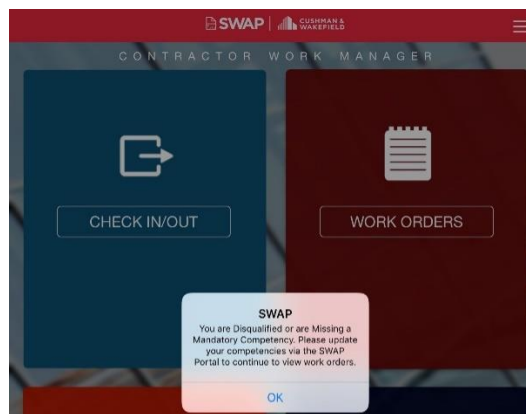 SWAP CUSHMAN &
WAKEFIELD
CONTRACTOR WORK MANAGER
CHECK IN/OUT
WORK ORDERS
SWAP
You are Disqualified or are Missing a
Mandatory Competency. Please update
your competencies via the SWAP
Portal to continue to view work orders.
OK